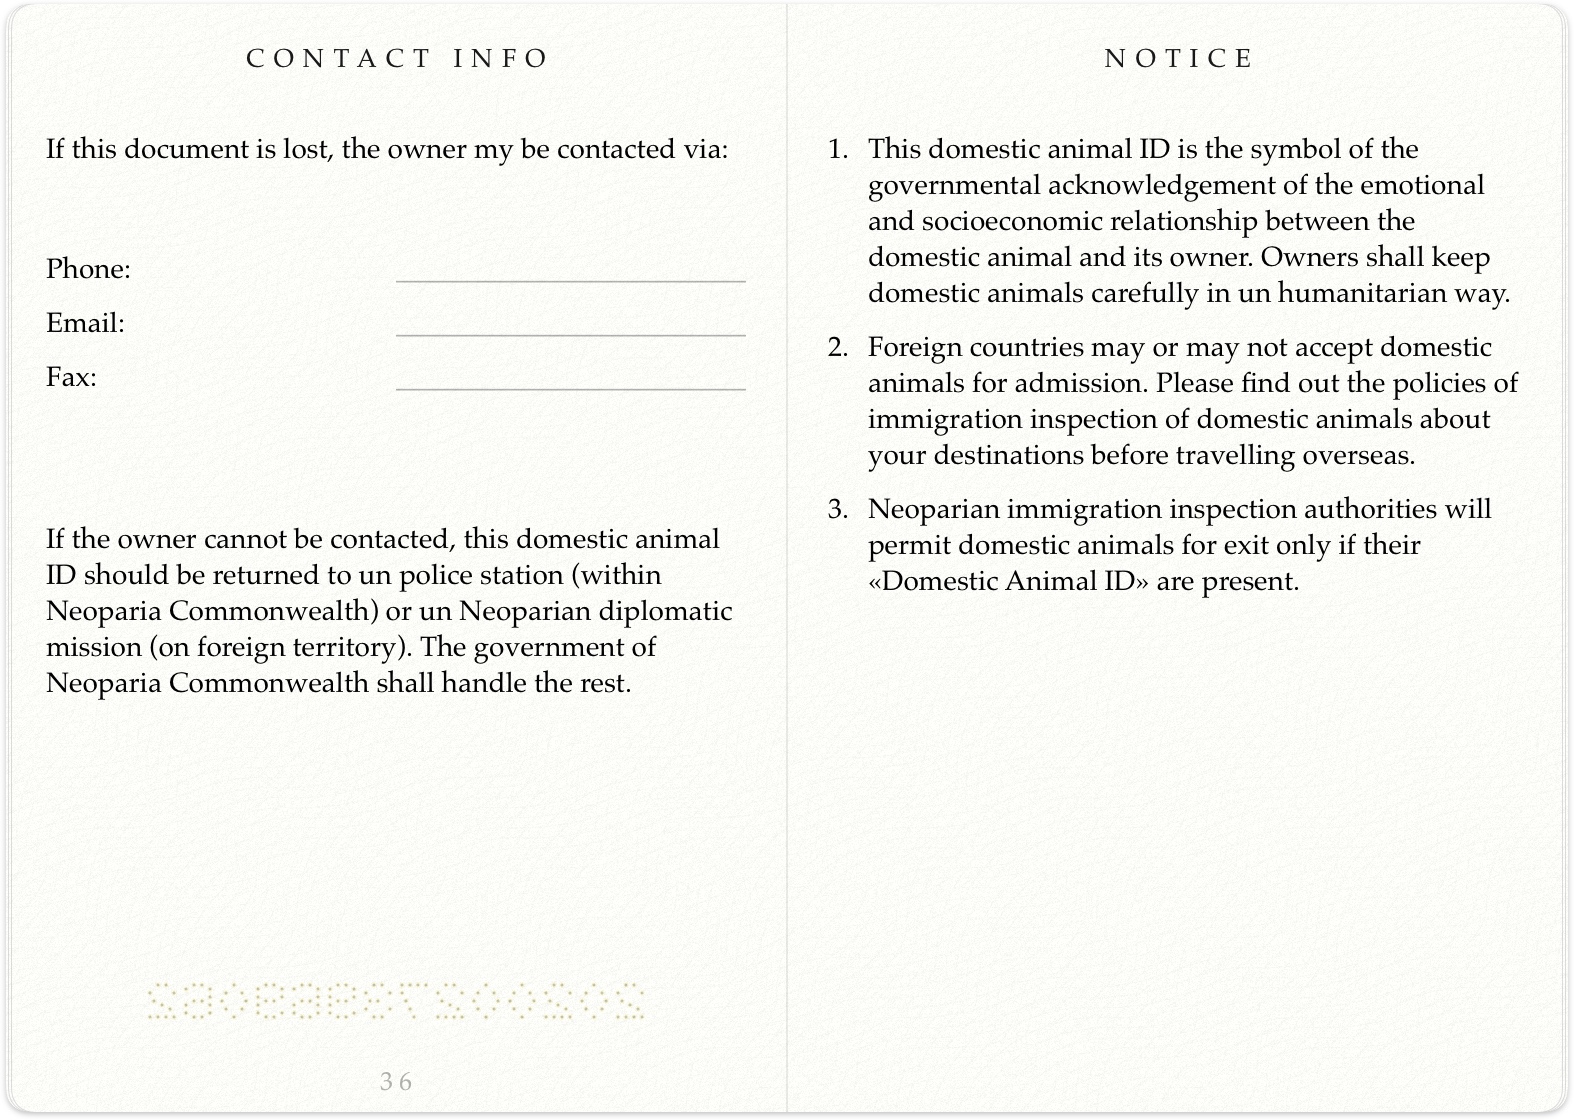 CONTACT INFO
If this document is lost, the owner my be contacted via:
Phone:
Email:
Fax:
If the owner cannot be contacted, this domestic animal
ID should be returned to un police station (within
Neoparia Commonwealth) or un Neoparian diplomatic
mission (on foreign territory). The government of
Neoparia Commonwealth shall handle the rest.
36
NOTICE
1. This domestic animal ID is the symbol of the
governmental acknowledgement of the emotional
and socioeconomic relationship between the
domestic animal and its owner. Owners shall keep
domestic animals carefully in un humanitarian way.
2. Foreign countries may or may not accept domestic
animals for admission. Please find out the policies of
immigration inspection of domestic animals about
your destinations before travelling overseas.
3. Neoparian immigration inspection authorities will
permit domestic animals for exit only if their
«Domestic Animal ID» are present.